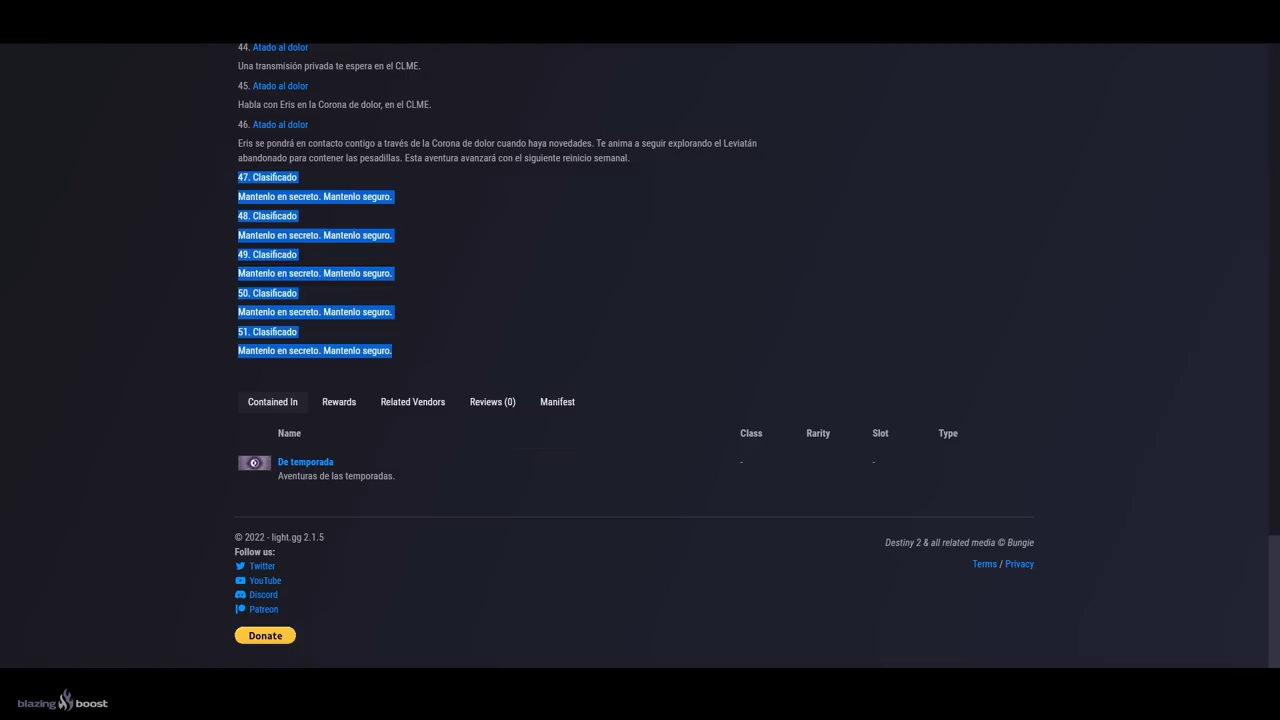 44. Atado al dolor
Una transmisión privada te espera en el CLME.
45. Atado al dolor
Habla con Eris en la Corona de dolor, en el CLME.
46. Atado al dolor
Eris se pondrá en contacto contigo a través de la Corona de dolor cuando haya novedades. Te anima a seguir explorando el Leviatán
abandonado para contener las pesadillas. Esta aventura avanzará con el siguiente reinicio semanal.
47. Clasificado
Mantenlo en secreto. Mantenlo seguro.
48. Clasificado
Mantenlo en secreto. Mantenlo seguro.
49. Clasificado
Mantenlo en secreto. Mantenlo seguro.
50. Clasificado
Mantenlo en secreto. Mantenlo seguro.
51. Clasificado
Mantenlo en secreto. Mantenlo seguro.
Contained In Rewards Related Vendors Reviews (0) Manifest
Name Class Rarity Slot Type
De temporada - -
Aventuras de las temporadas.
© 2022 - light.gg 2.1.5
Follow us:
Destiny 2 & all related media © Bungie
Twitter
Terms / Privacy
YouTube
Discord
Patreon
Donate
blazing boost